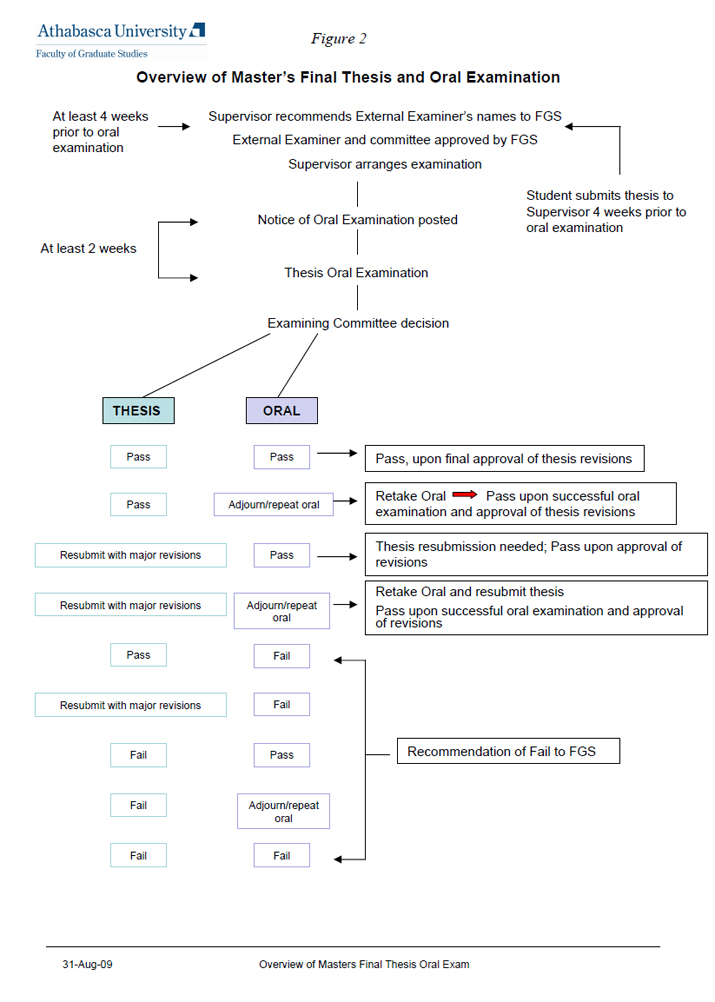 Athabasca University
Faculty of Graduate Studies
Figure 2
Overview of Master's Final Thesis and Oral Examination
At least 4 weeks
prior to oral
examination
Supervisor recommends External Examiner's names to FGS
External Examiner and committee approved by FGS
Supervisor arranges examination
Student submits thesis to
Supervisor 4 weeks prior to
oral examination
Notice of Oral Examination posted
At least 2 weeks
Thesis Oral Examination
Examining Committee decision
THESIS
ORAL
Pass
Pass
Pass, upon final approval of thesis revisions
Pass
Adjourn/repeat oral
Retake Oral Pass upon successful oral
examination and approval of thesis revisions
Resubmit with major revisions
Pass
Thesis resubmission needed; Pass upon approval of
revisions
Resubmit with major revisions
Adjourn/repeat
oral
Retake Oral and resubmit thesis
Pass upon successful oral examination and approval
of revisions
Pass
Fail
Resubmit with major revisions
Fail
Fail
Pass
Recommendation of Fail to FGS
Fail
Adjourn/repeat
oral
Fail
Fail
31-Aug-09
Overview of Masters Final Thesis Oral Exam